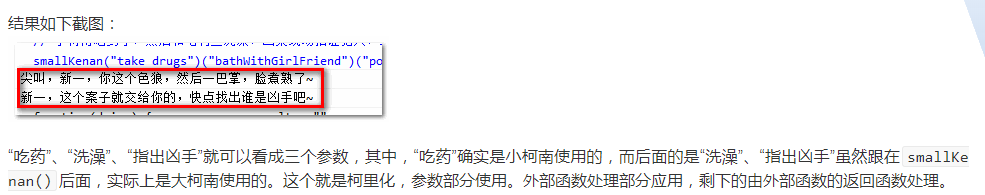 结果如下截图：
smallKenan("take drugs")("bathWithGirlFriend")("po
尖叫，新一，你这个色狼，然后一巴掌，脸煮熟了~
新一，这个案子就交给你的，快点找出谁是凶手吧~
“吃药”、“洗澡”、“指出凶手”就可以看成三个参数，其中，“吃药”确实是小柯南使用的，而后面的是“洗澡”、“指出凶手”虽然跟在 smallKe
nan() 后面，实际上是大柯南使用的。这个就是柯里化，参数部分使用。外部函数处理部分应用，剩下的由外部函数的返回函数处理。